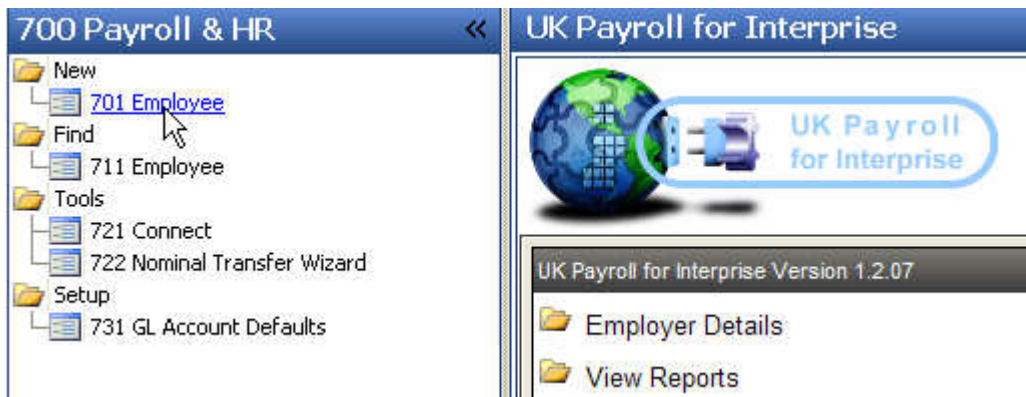 700 Payroll & HR
«
New
701 Employee
Find
711 Employee
Tools
721 Connect
722 Nominal Transfer Wizard
Setup
731 GL Account Defaults
UK Payroll for Interprise
UK Payroll
for Interprise
UK Payroll for Interprise Version 1.2.07
Employer Details
View Reports